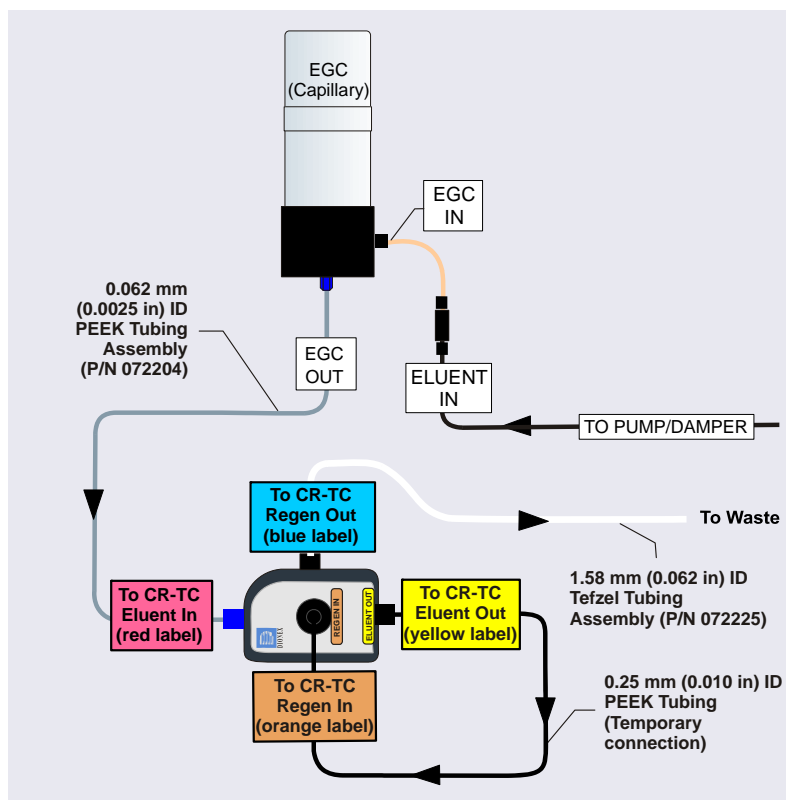 EGC
(Capillary)
EGC
IN
0.062 mm
(0.0025 in) ID
PEEK Tubing
Assembly
(P/N 072204)
EGC
OUT
ELUENT
IN
TO PUMP/DAMPER
To CR-TC
Regen Out
(blue label)
To Waste
1.58 mm (0.062 in) ID
Tefzel Tubing
Assembly (P/N 072225)
To CR-TC
Eluent In
(red label)
DIONEX
REGEN IN
ELUENT OUT
To CR-TC
Eluent Out
(yellow label)
To CR-TC
Regen In
(orange label)
0.25 mm (0.010 in) ID
PEEK Tubing
(Temporary
connection)